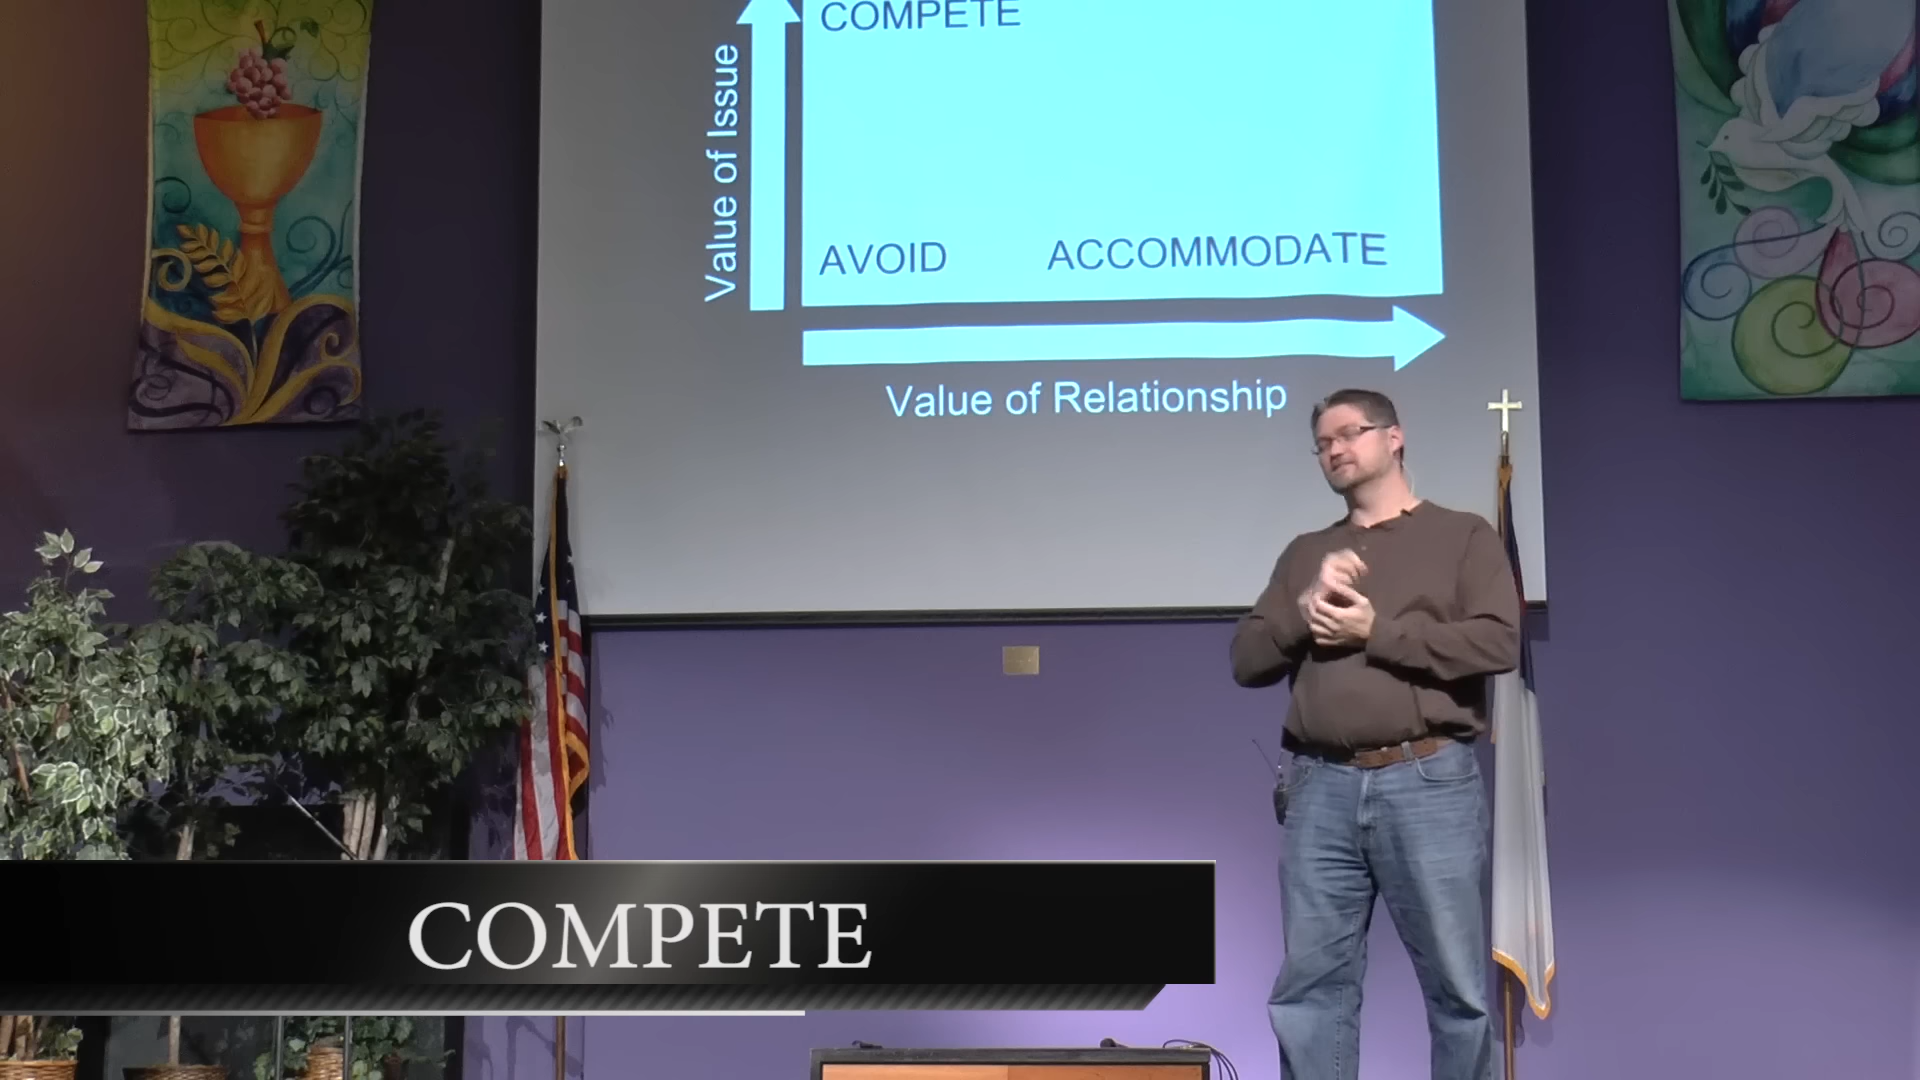 COMPETE
Value of Issue
AVOID
ACCOMMODATE
Value of Relationship
COMPETE